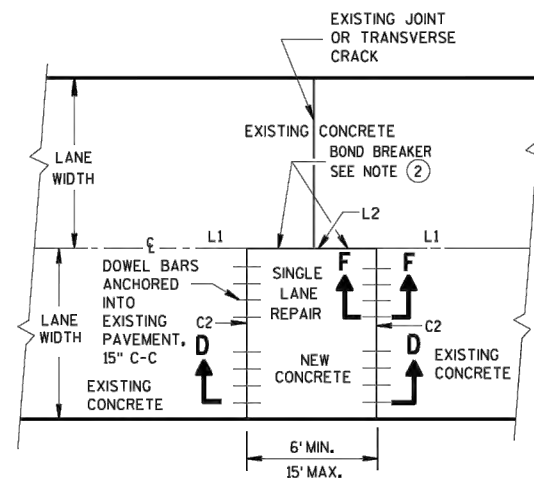 EXISTING JOINT
OR TRANSVERSE
CRACK
EXISTING CONCRETE
BOND BREAKER
SEE NOTE 2
LANE
WIDTH
L2
L1
℄
L1
DOWEL BARS
ANCHORED
INTO
EXISTING
PAVEMENT,
15" C-C
SINGLE
LANE
REPAIR
F
F
LANE
WIDTH
C2
C2
D
D
NEW
CONCRETE
EXISTING
CONCRETE
EXISTING
CONCRETE
6' MIN.
15' MAX.